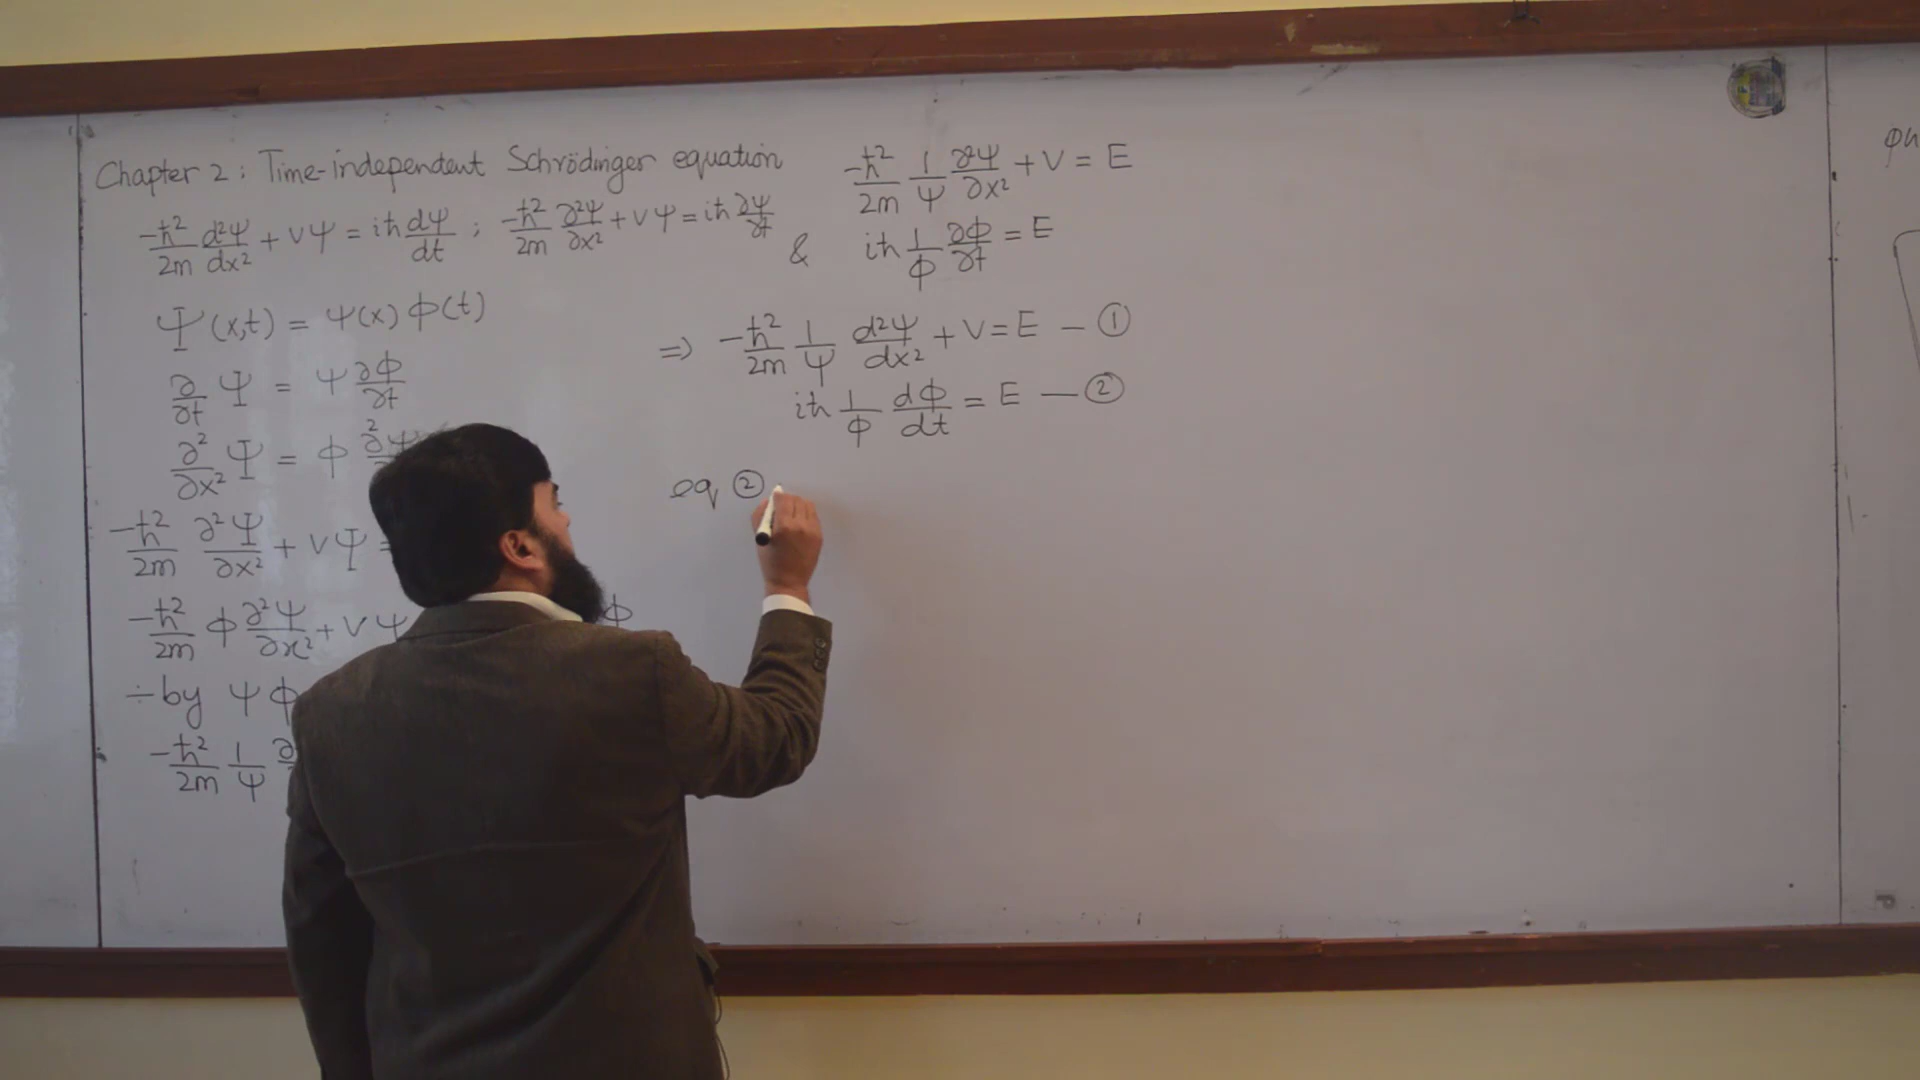 Chapter 2: Time-independent Schrödinger equation
-ħ²/2m d²Ψ/dx² + VΨ = iħ dΨ/dt ; -ħ²/2m ∂²Ψ/∂x² + VΨ = iħ ∂Ψ/∂t
Ψ(x,t) = ψ(x) φ(t)
∂/∂t Ψ = ψ ∂φ/∂t
∂²/∂x² Ψ = φ ∂²ψ
-ħ²/2m ∂²Ψ/∂x² + VΨ =
-ħ²/2m φ ∂²ψ/∂x² + Vψ φ
÷by ψφ
-ħ²/2m 1/ψ ∂
-ħ²/2m 1/ψ ∂²ψ/∂x² + V = E
& iħ 1/φ ∂φ/∂t = E
⇒ -ħ²/2m 1/ψ d²ψ/dx² + V = E — ①
iħ 1/φ dφ/dt = E — ②
eq ②